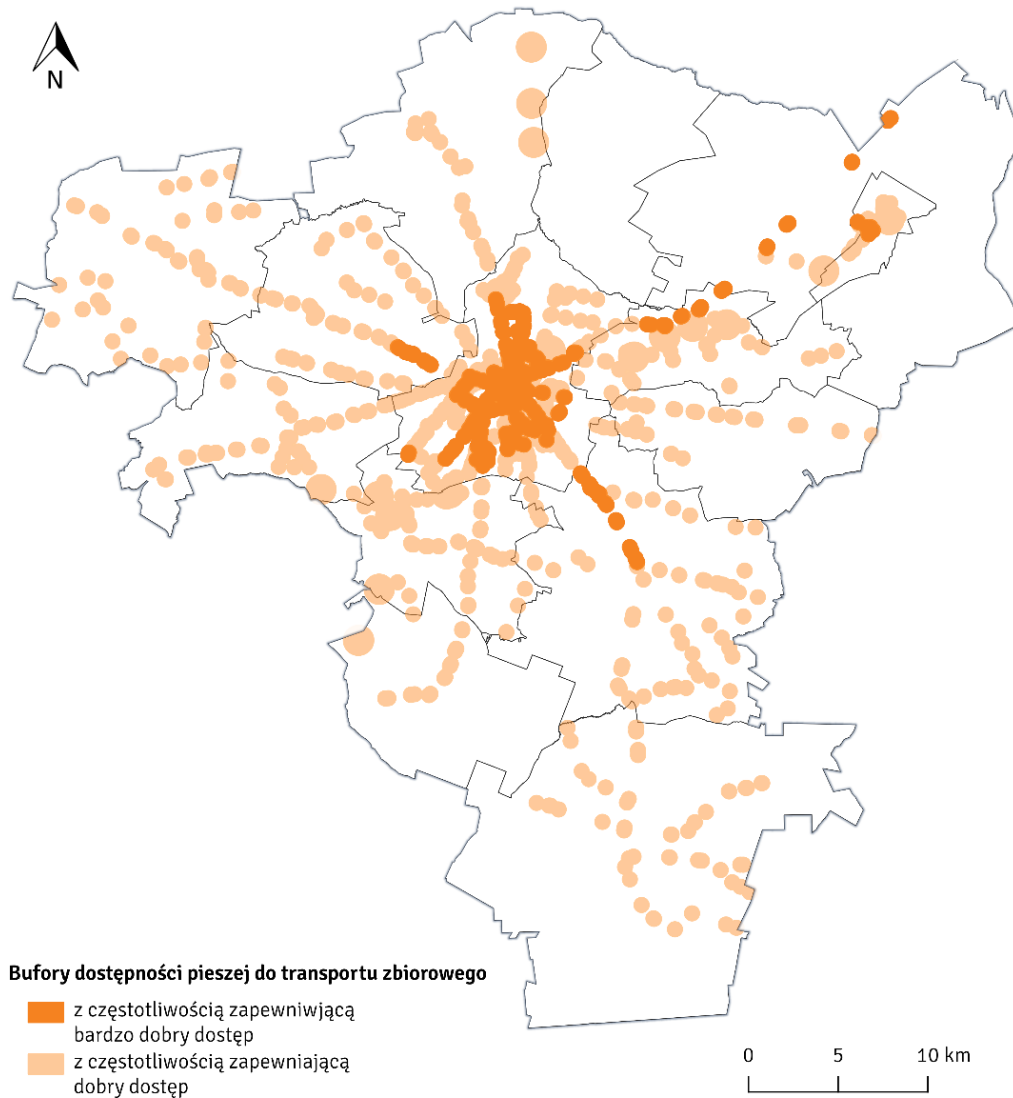 N
Bufory dostępności pieszej do transportu zbiorowego
z częstotliwością zapewniwjącą
bardzo dobry dostęp
z częstotliwością zapewniającą
dobry dostęp
0 5 10 km